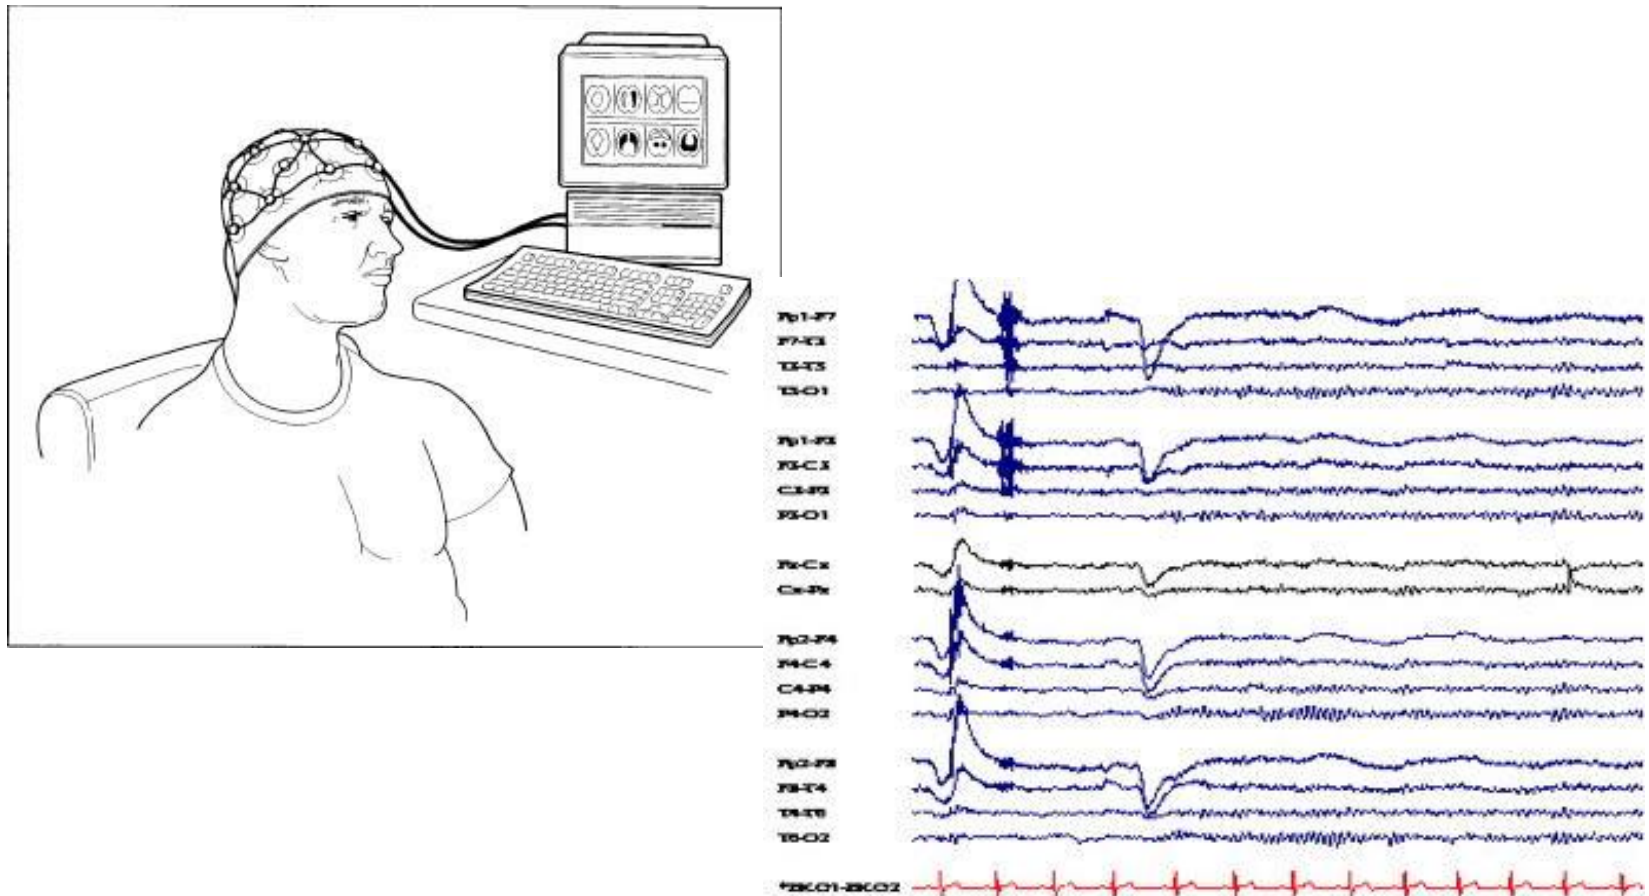 Fp1-F7
F7-T3
T3-T5
T5-O1
Fp1-F3
F3-C3
C3-P3
P3-O1
Fz-Cz
Cz-Pz
Fp2-F4
F4-C4
C4-P4
P4-O2
Fp2-F8
F8-T4
T4-T6
T6-O2